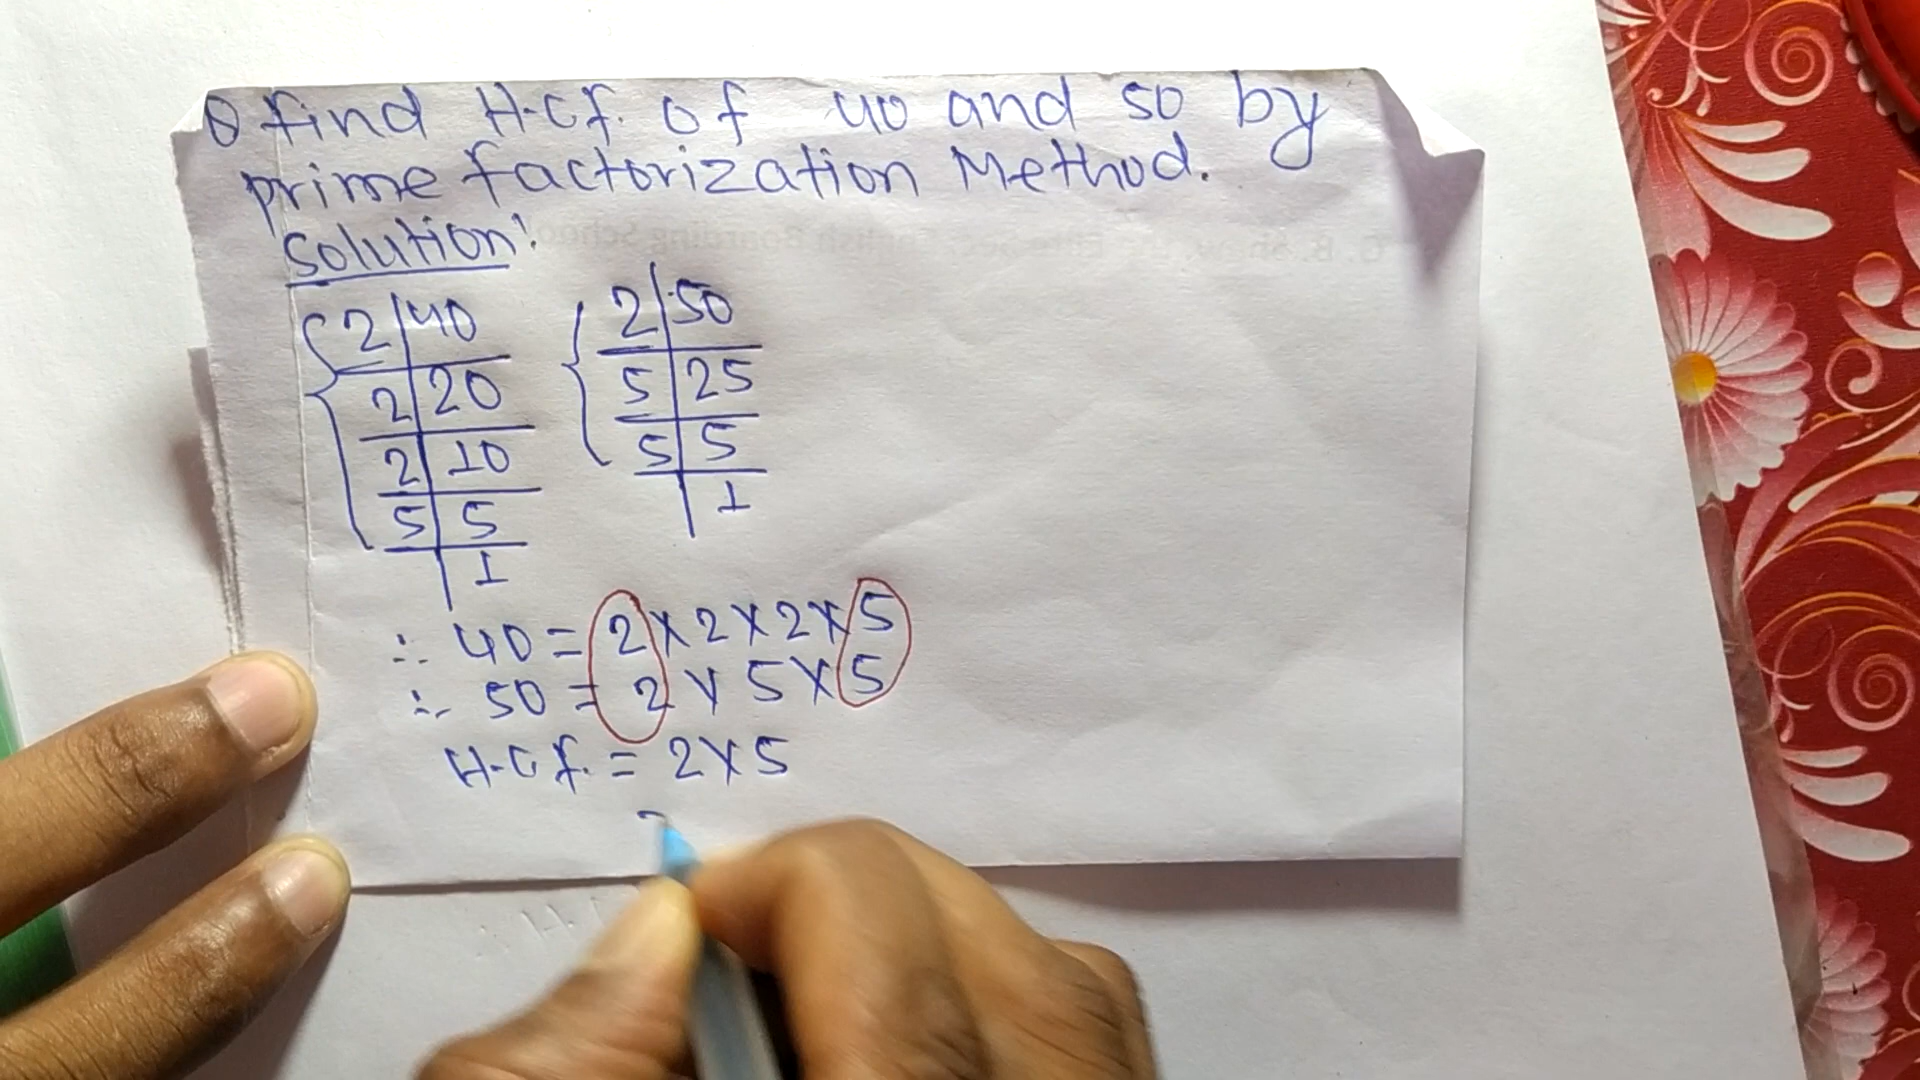 Q find H.C.f. of 40 and 50 by
prime factorization Method.
Solution:
2 | 40
2 | 20
2 | 10
5 | 5
1
2 | 50
5 | 25
5 | 5
1
∴ 40 = 2 × 2 × 2 × 5
∴ 50 = 2 × 5 × 5
H.C.f. = 2 × 5